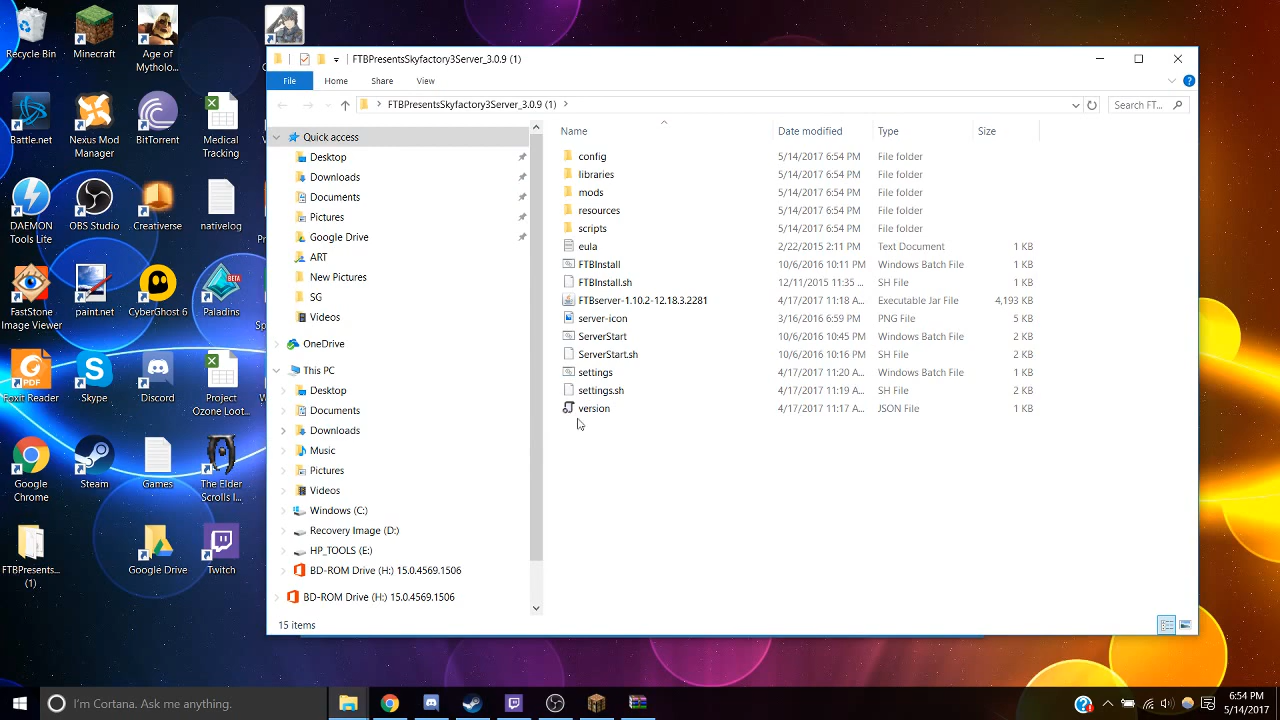 FTBPresentsSkyfactory3Server_3.0.9 (1)
File Home Share View
FTBPresentsSkyfactory3Server_3.0.9 (1)
Search FT...
Recycle Bin
Minecraft
Age of Mytholo...
Battle.net
Nexus Mod Manager
BitTorrent
Medical Tracking
DAEMON Tools Lite
OBS Studio
Creativerse
nativelog
FastStone Image Viewer
paint.net
CyberGhost 6
BETA
Paladins
PDF
Foxit Reader
Skype
Discord
Project Ozone Loot...
Google Chrome
Steam
Games
The Elder Scrolls I...
FTBPresents... (1)
Google Drive
Twitch
Quick access
Desktop
Downloads
Documents
Pictures
Google Drive
ART
New Pictures
SG
Videos
OneDrive
This PC
Desktop
Documents
Downloads
Music
Pictures
Videos
Windows (C:)
Recovery Image (D:)
HP_TOOLS (E:)
BD-ROM Drive (H:) 15.0.4569.1506
BD-ROM Drive (H:) 15.0.4569.1506
Name Date modified Type Size
config 5/14/2017 6:54 PM File folder
libraries 5/14/2017 6:54 PM File folder
mods 5/14/2017 6:54 PM File folder
resources 5/14/2017 6:54 PM File folder
scripts 5/14/2017 6:54 PM File folder
eula 2/22/2015 2:11 PM Text Document 1 KB
FTBInstall 10/6/2016 10:11 PM Windows Batch File 1 KB
FTBInstall.sh 12/11/2015 11:35 ... SH File 1 KB
FTBserver-1.10.2-12.18.3.2281 4/17/2017 11:18 A... Executable Jar File 4,193 KB
server-icon 3/16/2016 6:59 PM PNG File 5 KB
ServerStart 10/6/2016 10:45 PM Windows Batch File 2 KB
ServerStart.sh 10/6/2016 10:16 PM SH File 2 KB
settings 4/17/2017 11:20 A... Windows Batch File 1 KB
settings.sh 4/17/2017 11:19 A... SH File 2 KB
version 4/17/2017 11:17 A... JSON File 1 KB
15 items
I'm Cortana. Ask me anything.
6:54 PM
5/14/2017